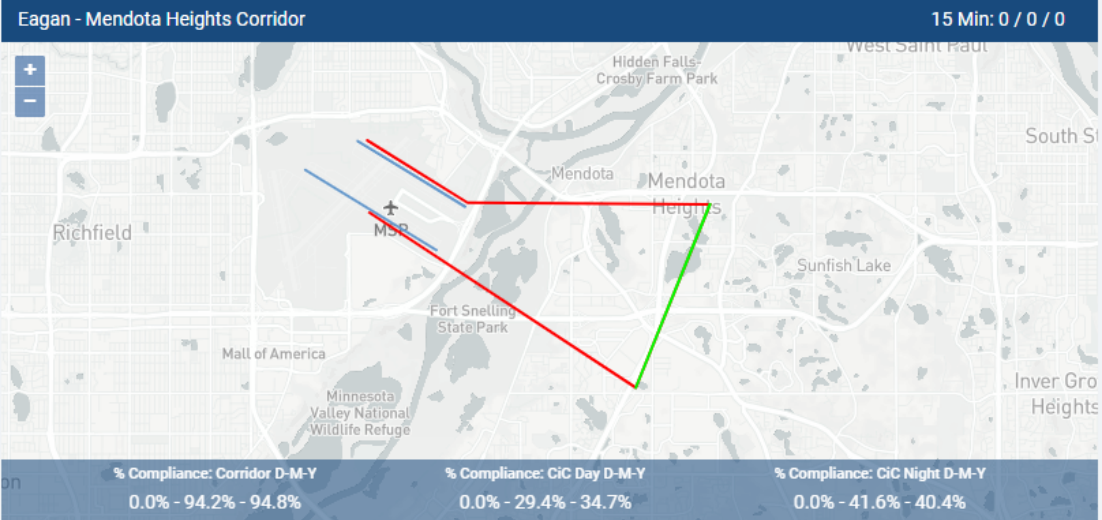 Eagan - Mendota Heights Corridor
15 Min: 0 / 0 / 0
West Saint Paul
+
Hidden Falls-
Crosby Farm Park
−
South St
Mendota
Mendota
Heights
MSP
Richfield
Sunfish Lake
Fort Snelling
State Park
Mall of America
Inver Gro
Heights
Minnesota
Valley National
Wildlife Refuge
% Compliance: Corridor D-M-Y
% Compliance: CiC Day D-M-Y
% Compliance: CiC Night D-M-Y
on
0.0% - 94.2% - 94.8%
0.0% - 29.4% - 34.7%
0.0% - 41.6% - 40.4%